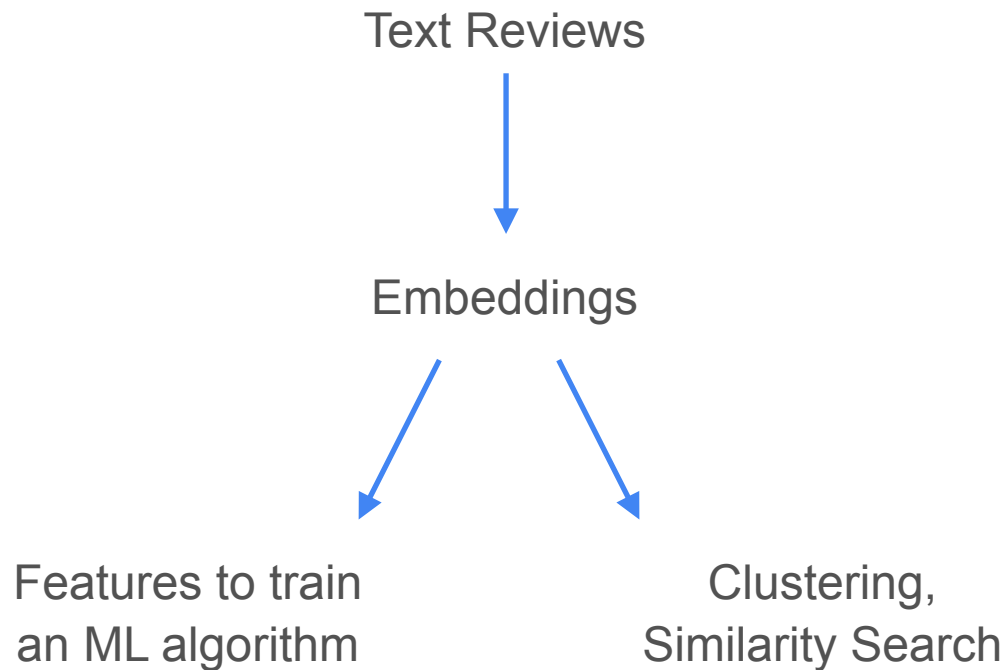 Text Reviews
Embeddings
Features to train
an ML algorithm
Clustering,
Similarity Search